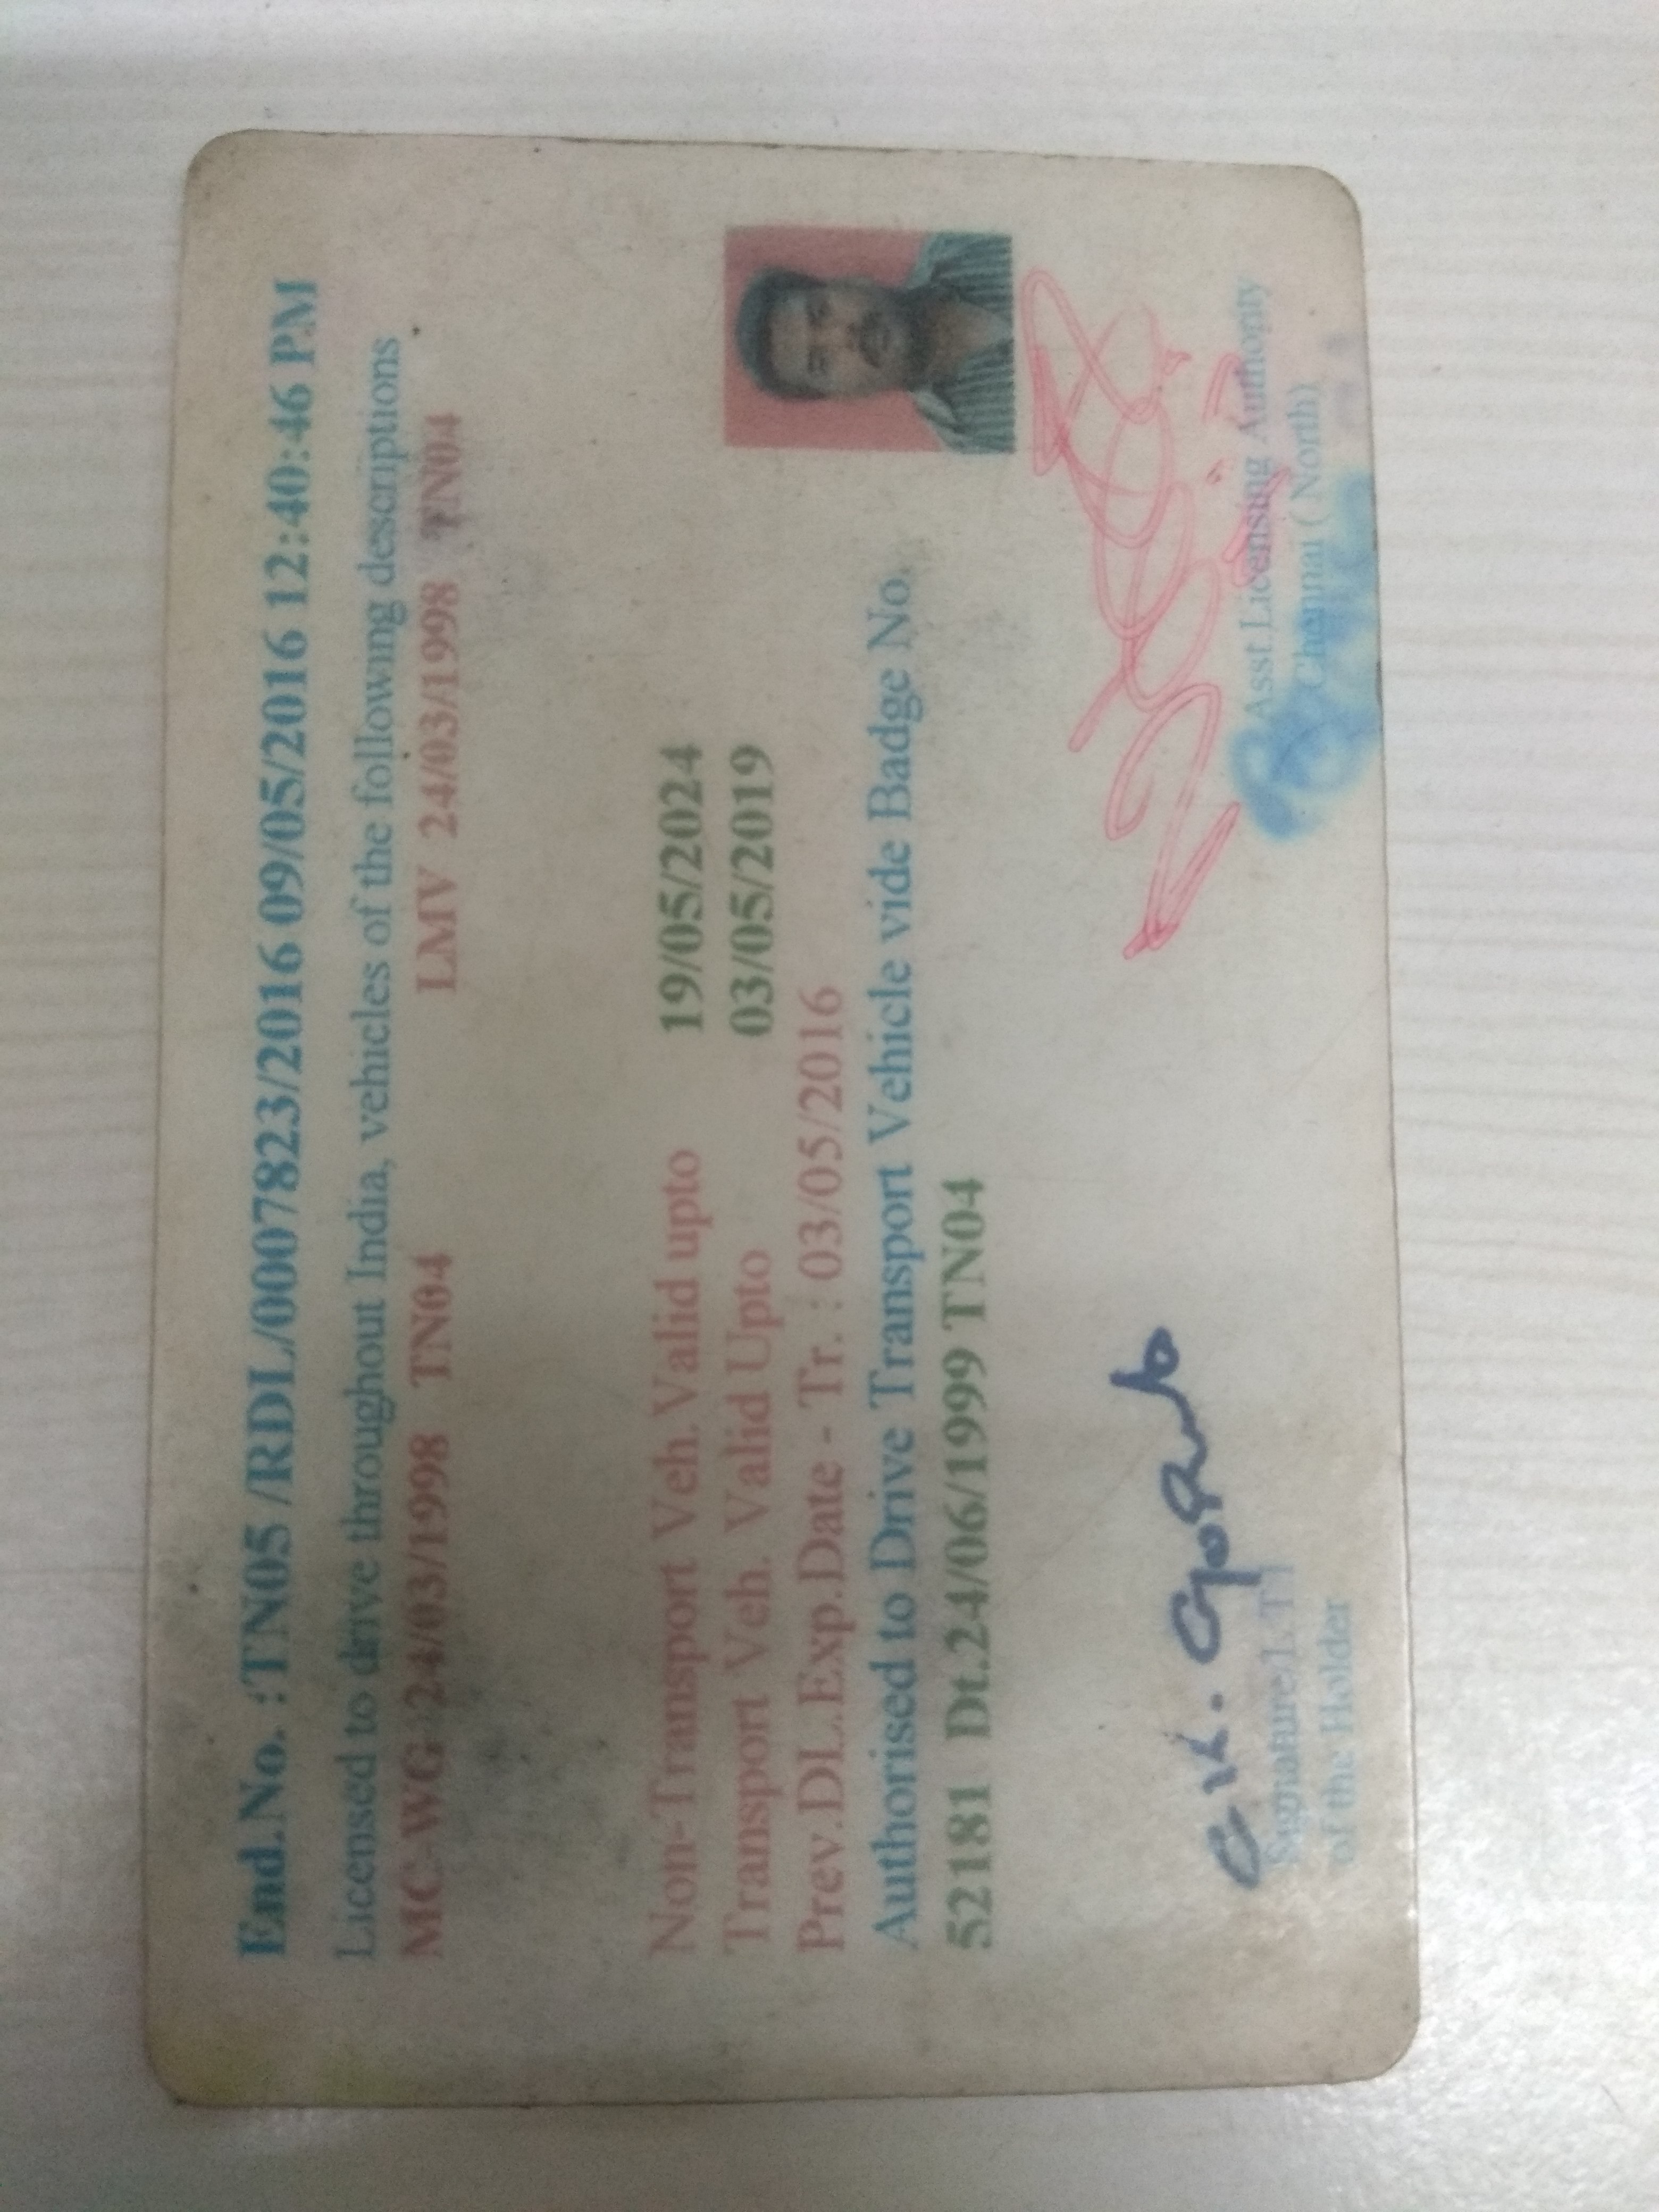 End.No. :TN05 /RDL/0007823/2016 09/05/2016 12:40:46 PM
Licensed to drive throughout India, vehicles of the following descriptions
MC-WG 24/03/1998 TN04 LMV 24/03/1998 TN04
Non-Transport Veh. Valid upto 19/05/2024
Transport Veh. Valid Upto 03/05/2019
Prev.DL.Exp.Date - Tr. : 03/05/2016
Authorised to Drive Transport Vehicle vide Badge No.
52181 Dt.24/06/1999 TN04
Signature/L.T.I
of the Holder
Asst.Licensing Authority
Chennai ( North)